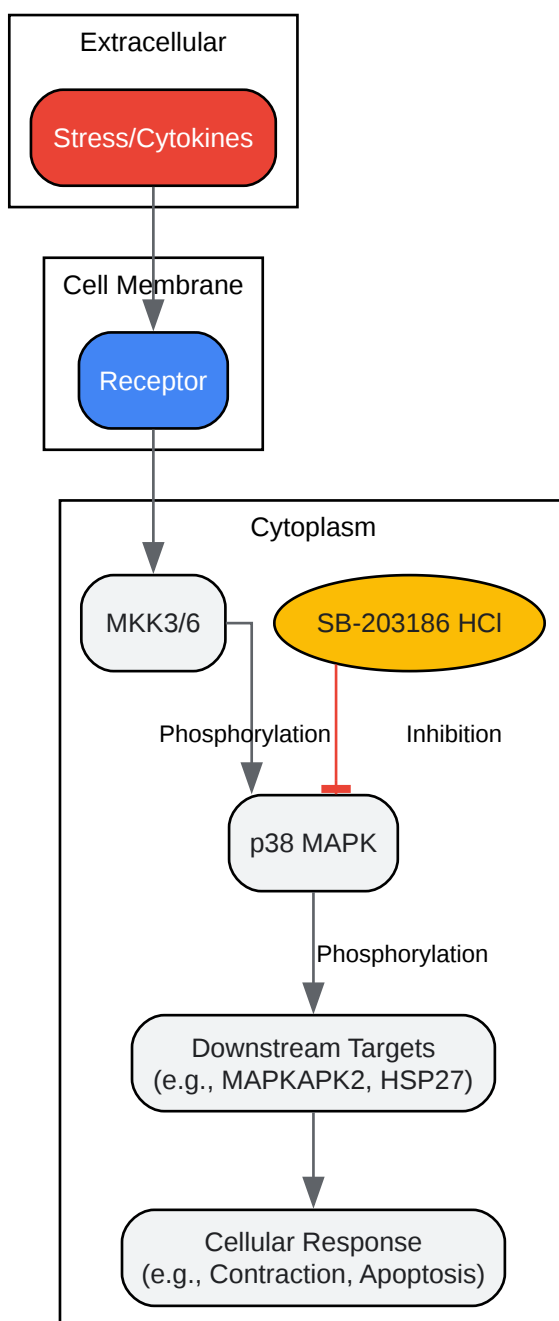 Extracellular
Stress/Cytokines
Cell Membrane
Receptor
Cytoplasm
MKK3/6
SB-203186 HCl
Phosphorylation
Inhibition
p38 MAPK
Phosphorylation
Downstream Targets
(e.g., MAPKAPK2, HSP27)
Cellular Response
(e.g., Contraction, Apoptosis)